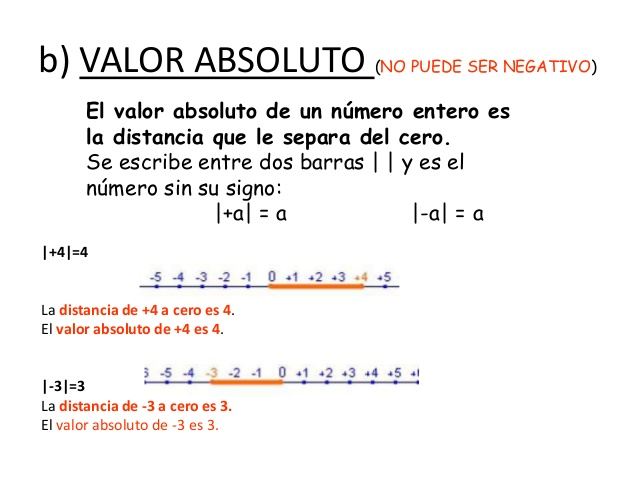 b) VALOR ABSOLUTO (NO PUEDE SER NEGATIVO)
El valor absoluto de un número entero es
la distancia que le separa del cero.
Se escribe entre dos barras | | y es el
número sin su signo:
|+a| = a |-a| = a
|+4|=4
-5 -4 -3 -2 -1 0 +1 +2 +3 +4 +5
La distancia de +4 a cero es 4.
El valor absoluto de +4 es 4.
-5 -4 -3 -2 -1 0 +1 +2 +3 +4 +5
|-3|=3
La distancia de -3 a cero es 3.
El valor absoluto de -3 es 3.